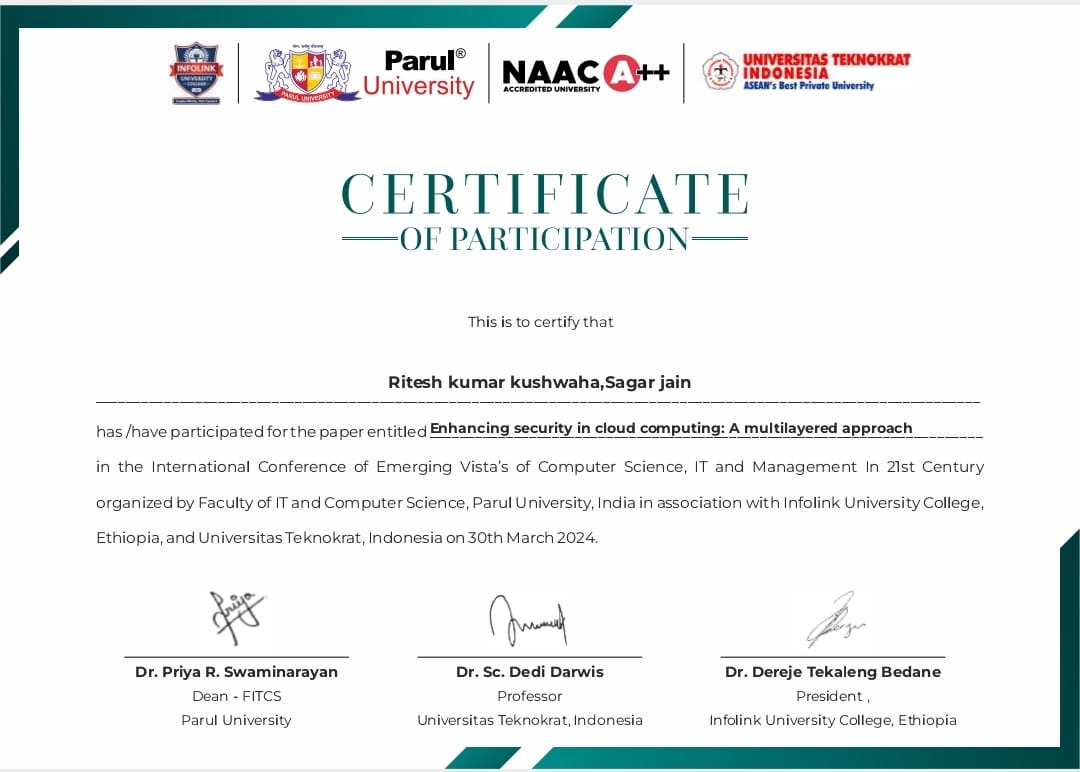 INFOLINK
UNIVERSITY
COLLEGE
PARUL UNIVERSITY
Parul®
University
NAAC A++
ACCREDITED UNIVERSITY
UNIVERSITAS TEKNOKRAT
INDONESIA
ASEAN's Best Private University
CERTIFICATE
OF PARTICIPATION
This is to certify that
Ritesh kumar kushwaha,Sagar jain
has /have participated for the paper entitled Enhancing security in cloud computing: A multilayered approach
in the International Conference of Emerging Vista's of Computer Science, IT and Management In 21st Century
organized by Faculty of IT and Computer Science, Parul University, India in association with Infolink University College,
Ethiopia, and Universitas Teknokrat, Indonesia on 30th March 2024.
Priya
Dr. Priya R. Swaminarayan
Dean - FITCS
Parul University
Dr. Sc. Dedi Darwis
Professor
Universitas Teknokrat, Indonesia
Dr. Dereje Tekaleng Bedane
President ,
Infolink University College, Ethiopia